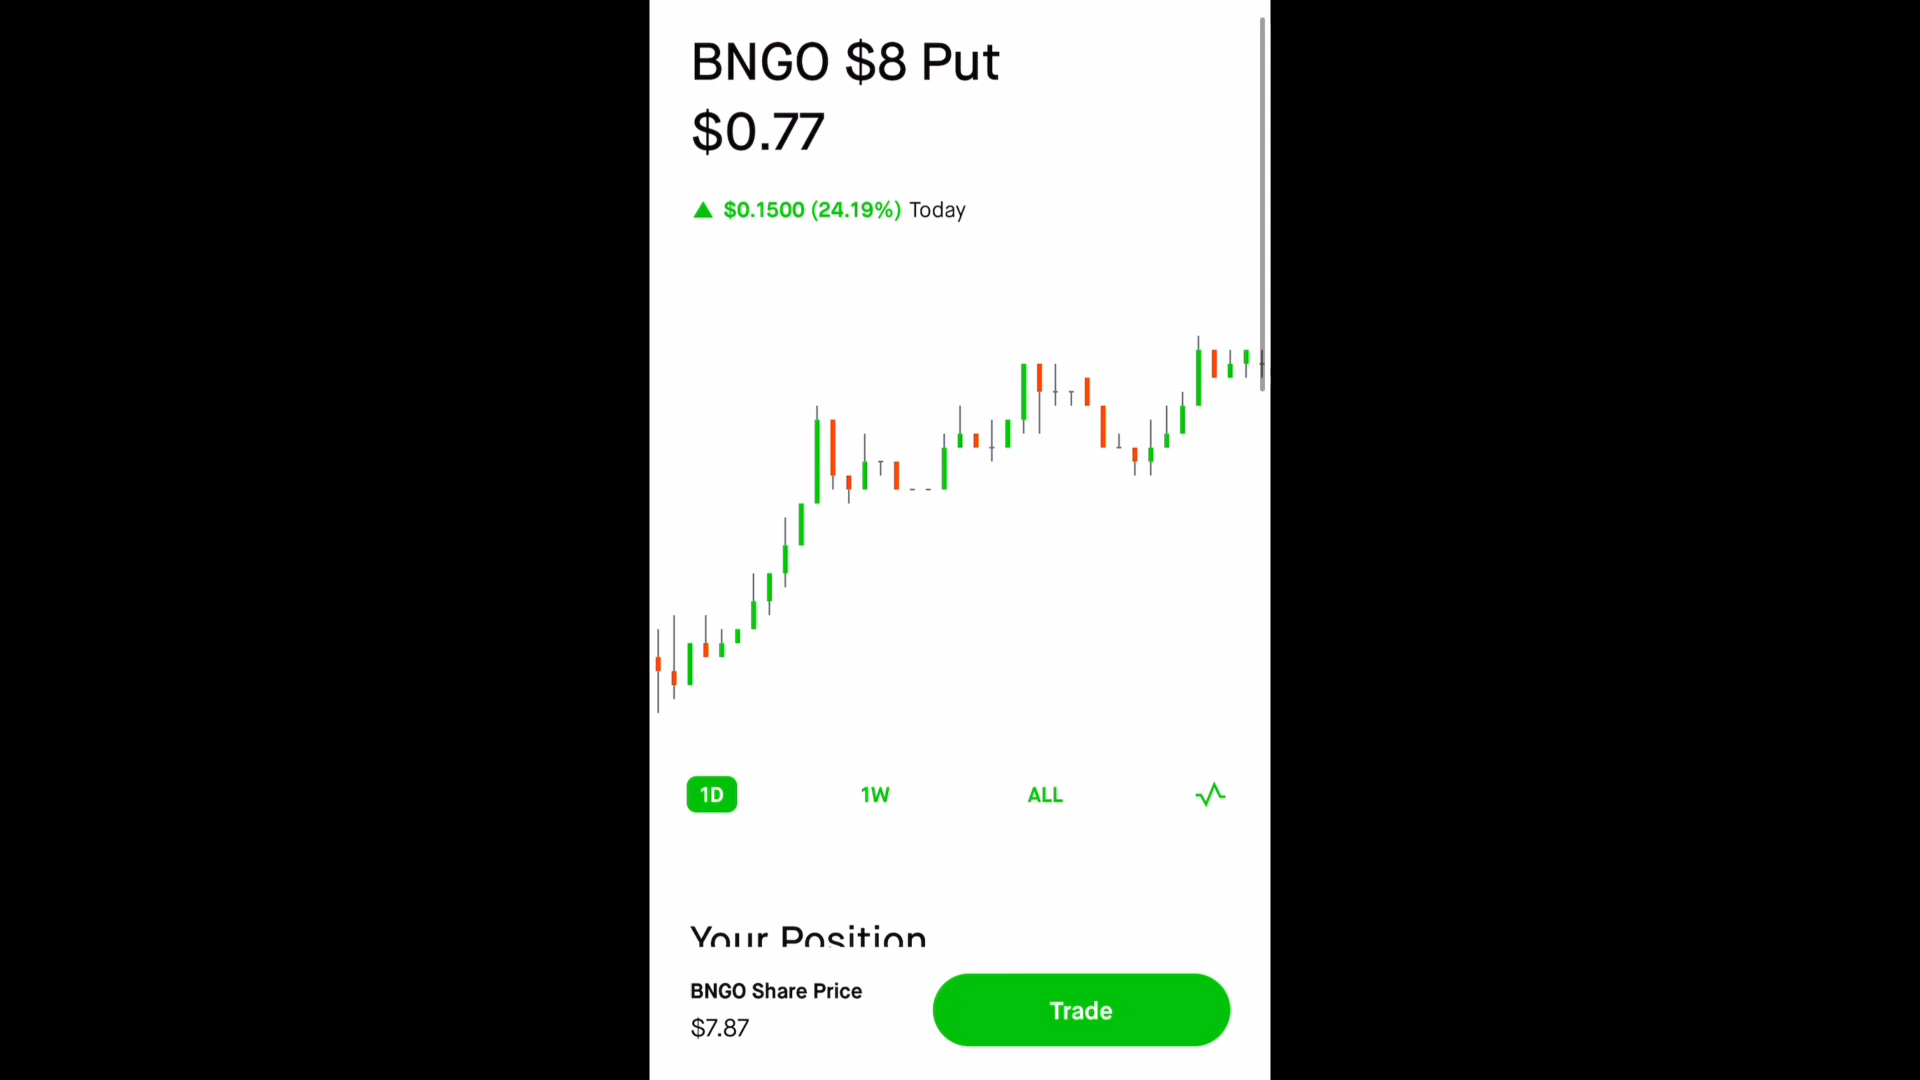 BNGO $8 Put
$0.77
$0.1500 (24.19%) Today
1D 1W ALL
Your Position
BNGO Share Price
$7.87
Trade